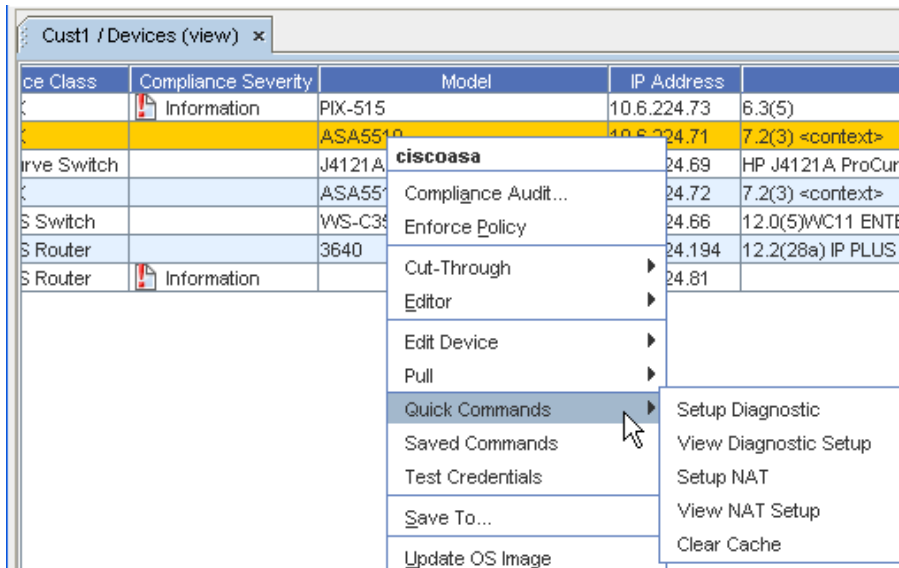 Cust1 / Devices (view) ×
ce Class Compliance Severity Model IP Address
Information PIX-515 10.6.224.73 6.3(5)
ASA5510 10.6.224.71 7.2(3) <context>
rve Switch J4121A 24.69 HP J4121A ProCur
ASA551 24.72 7.2(3) <context>
S Switch WS-C35 24.66 12.0(5)WC11 ENTE
S Router 3640 24.194 12.2(28a) IP PLUS
S Router Information 24.81
ciscoasa
Compliance Audit...
Enforce Policy
Cut-Through
Editor
Edit Device
Pull
Quick Commands
Saved Commands
Test Credentials
Save To...
Update OS Image
Setup Diagnostic
View Diagnostic Setup
Setup NAT
View NAT Setup
Clear Cache